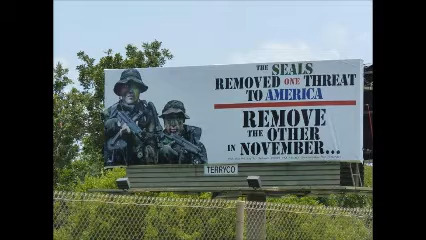 THE SEALS
REMOVED ONE THREAT
TO AMERICA
REMOVE
THE OTHER
IN NOVEMBER...
TERRYCO